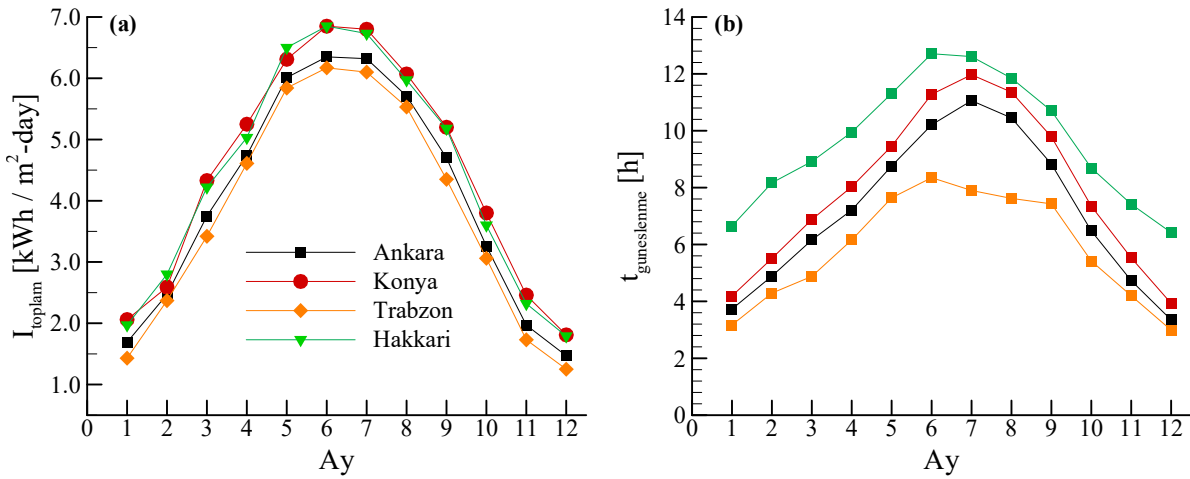 (a)
I_toplam [kWh / m²-day]
7.0
6.0
5.0
4.0
3.0
2.0
1.0
0 1 2 3 4 5 6 7 8 9 10 11 12
Ay
Ankara
Konya
Trabzon
Hakkari
(b)
t_guneslenme [h]
14
12
10
8
6
4
2
0
0 1 2 3 4 5 6 7 8 9 10 11 12
Ay